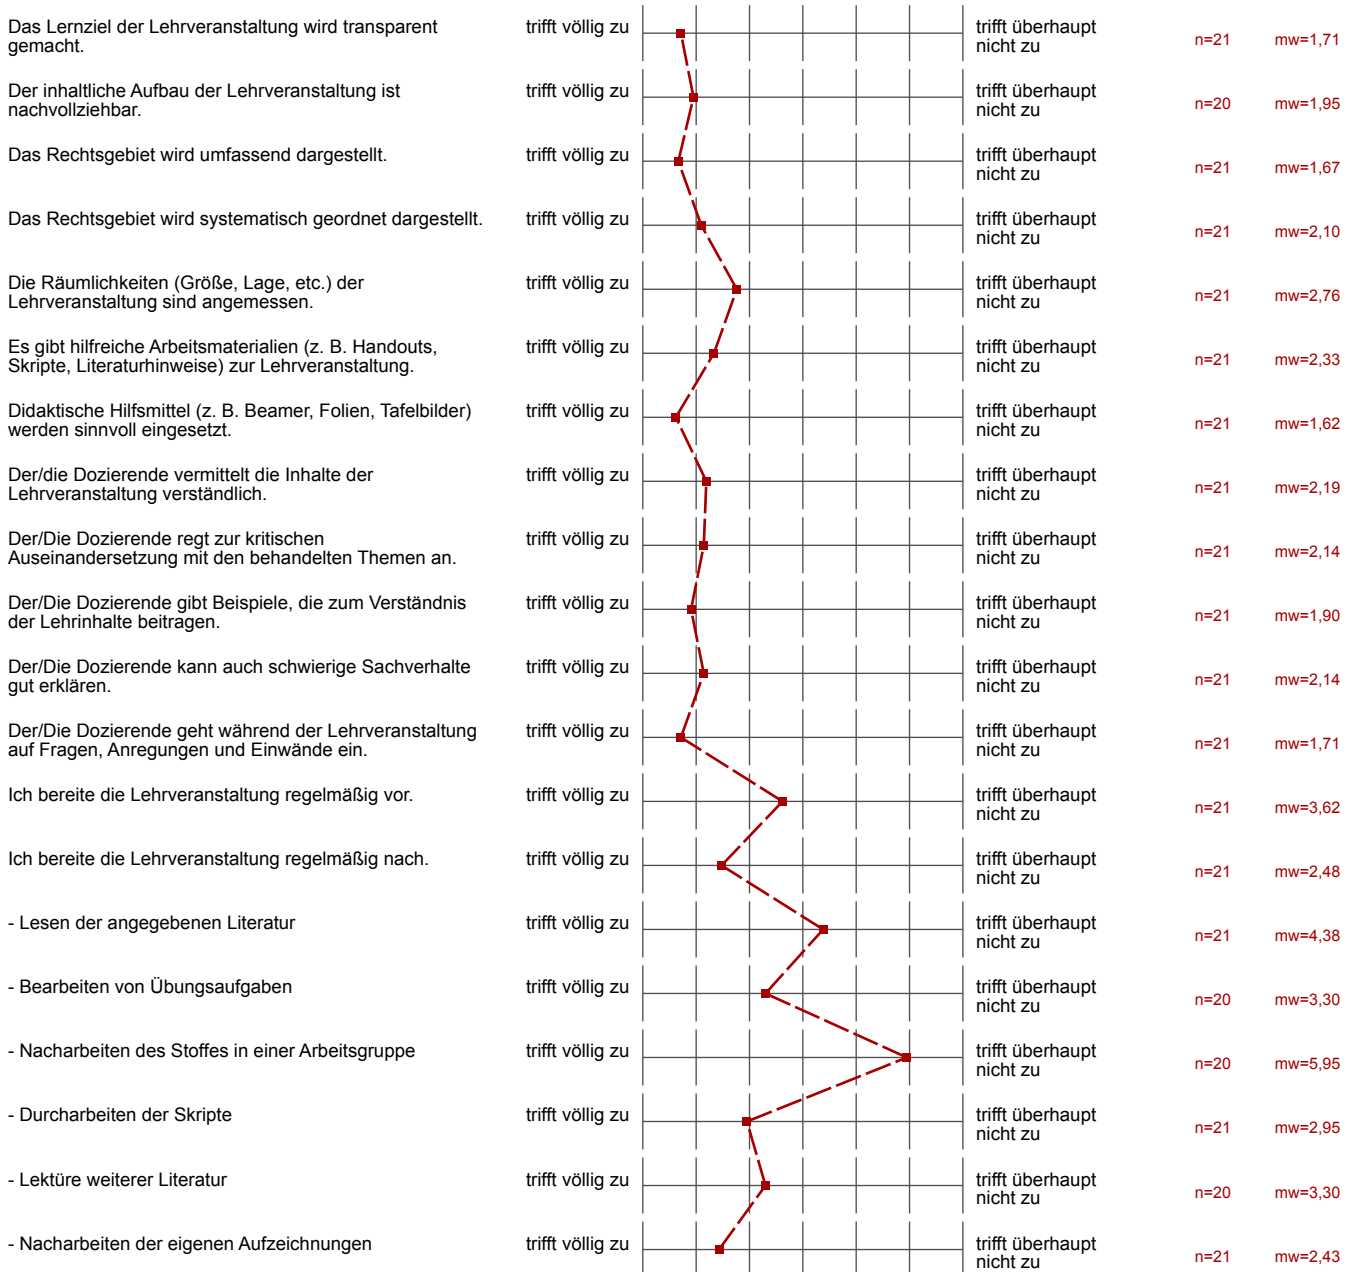 Das Lernziel der Lehrveranstaltung wird transparent
gemacht.
trifft völlig zu
trifft überhaupt
nicht zu
n=21
mw=1,71
Der inhaltliche Aufbau der Lehrveranstaltung ist
nachvollziehbar.
trifft völlig zu
trifft überhaupt
nicht zu
n=20
mw=1,95
Das Rechtsgebiet wird umfassend dargestellt.
trifft völlig zu
trifft überhaupt
nicht zu
n=21
mw=1,67
Das Rechtsgebiet wird systematisch geordnet dargestellt.
trifft völlig zu
trifft überhaupt
nicht zu
n=21
mw=2,10
Die Räumlichkeiten (Größe, Lage, etc.) der
Lehrveranstaltung sind angemessen.
trifft völlig zu
trifft überhaupt
nicht zu
n=21
mw=2,76
Es gibt hilfreiche Arbeitsmaterialien (z. B. Handouts,
Skripte, Literaturhinweise) zur Lehrveranstaltung.
trifft völlig zu
trifft überhaupt
nicht zu
n=21
mw=2,33
Didaktische Hilfsmittel (z. B. Beamer, Folien, Tafelbilder)
werden sinnvoll eingesetzt.
trifft völlig zu
trifft überhaupt
nicht zu
n=21
mw=1,62
Der/die Dozierende vermittelt die Inhalte der
Lehrveranstaltung verständlich.
trifft völlig zu
trifft überhaupt
nicht zu
n=21
mw=2,19
Der/Die Dozierende regt zur kritischen
Auseinandersetzung mit den behandelten Themen an.
trifft völlig zu
trifft überhaupt
nicht zu
n=21
mw=2,14
Der/Die Dozierende gibt Beispiele, die zum Verständnis
der Lehrinhalte beitragen.
trifft völlig zu
trifft überhaupt
nicht zu
n=21
mw=1,90
Der/Die Dozierende kann auch schwierige Sachverhalte
gut erklären.
trifft völlig zu
trifft überhaupt
nicht zu
n=21
mw=2,14
Der/Die Dozierende geht während der Lehrveranstaltung
auf Fragen, Anregungen und Einwände ein.
trifft völlig zu
trifft überhaupt
nicht zu
n=21
mw=1,71
Ich bereite die Lehrveranstaltung regelmäßig vor.
trifft völlig zu
trifft überhaupt
nicht zu
n=21
mw=3,62
Ich bereite die Lehrveranstaltung regelmäßig nach.
trifft völlig zu
trifft überhaupt
nicht zu
n=21
mw=2,48
- Lesen der angegebenen Literatur
trifft völlig zu
trifft überhaupt
nicht zu
n=21
mw=4,38
- Bearbeiten von Übungsaufgaben
trifft völlig zu
trifft überhaupt
nicht zu
n=20
mw=3,30
- Nacharbeiten des Stoffes in einer Arbeitsgruppe
trifft völlig zu
trifft überhaupt
nicht zu
n=20
mw=5,95
- Durcharbeiten der Skripte
trifft völlig zu
trifft überhaupt
nicht zu
n=21
mw=2,95
- Lektüre weiterer Literatur
trifft völlig zu
trifft überhaupt
nicht zu
n=20
mw=3,30
- Nacharbeiten der eigenen Aufzeichnungen
trifft völlig zu
trifft überhaupt
nicht zu
n=21
mw=2,43